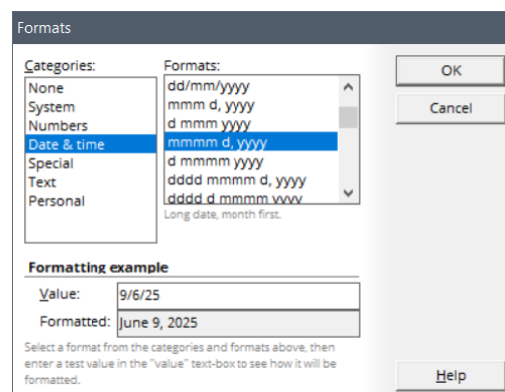 Formats
Categories:
None
System
Numbers
Date & time
Special
Text
Personal
Formats:
dd/mm/yyyy
mmm d, yyyy
d mmm yyyy
mmmm d, yyyy
d mmmm yyyy
dddd mmmm d, yyyy
dddd d mmmm yyyy
Long date, month first.
OK
Cancel
Formatting example
Value:
9/6/25
Formatted:
June 9, 2025
Select a format from the categories and formats above, then
enter a test value in the "value" text-box to see how it will be
formatted.
Help